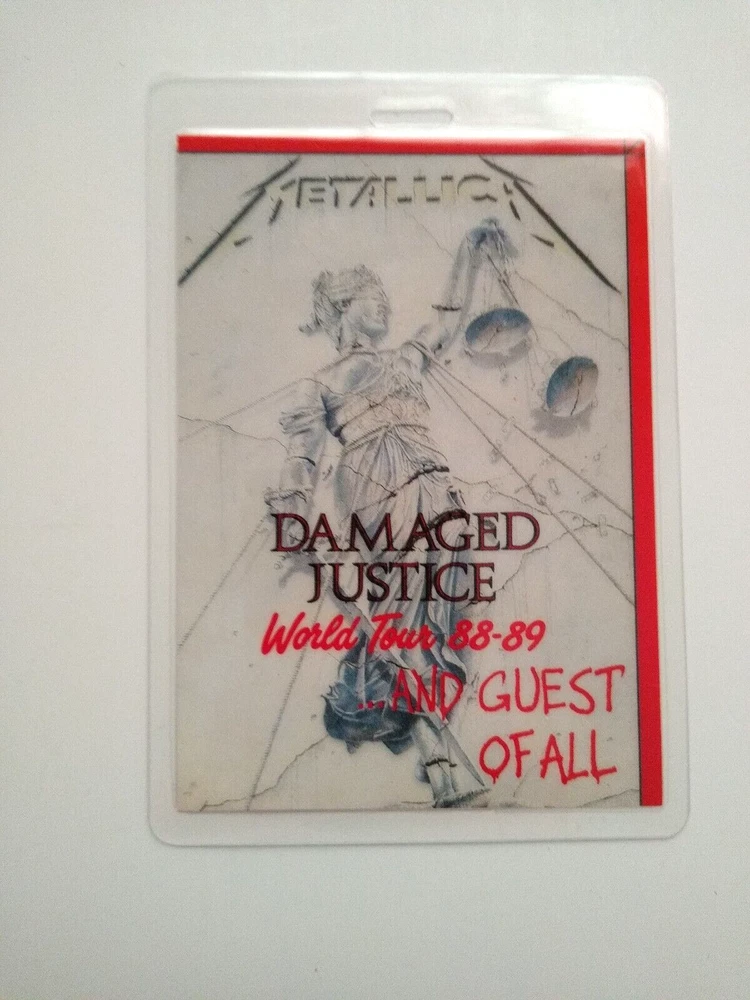 METALLICA
DAMAGED
JUSTICE
World Tour 88-89
...AND GUEST
OF ALL